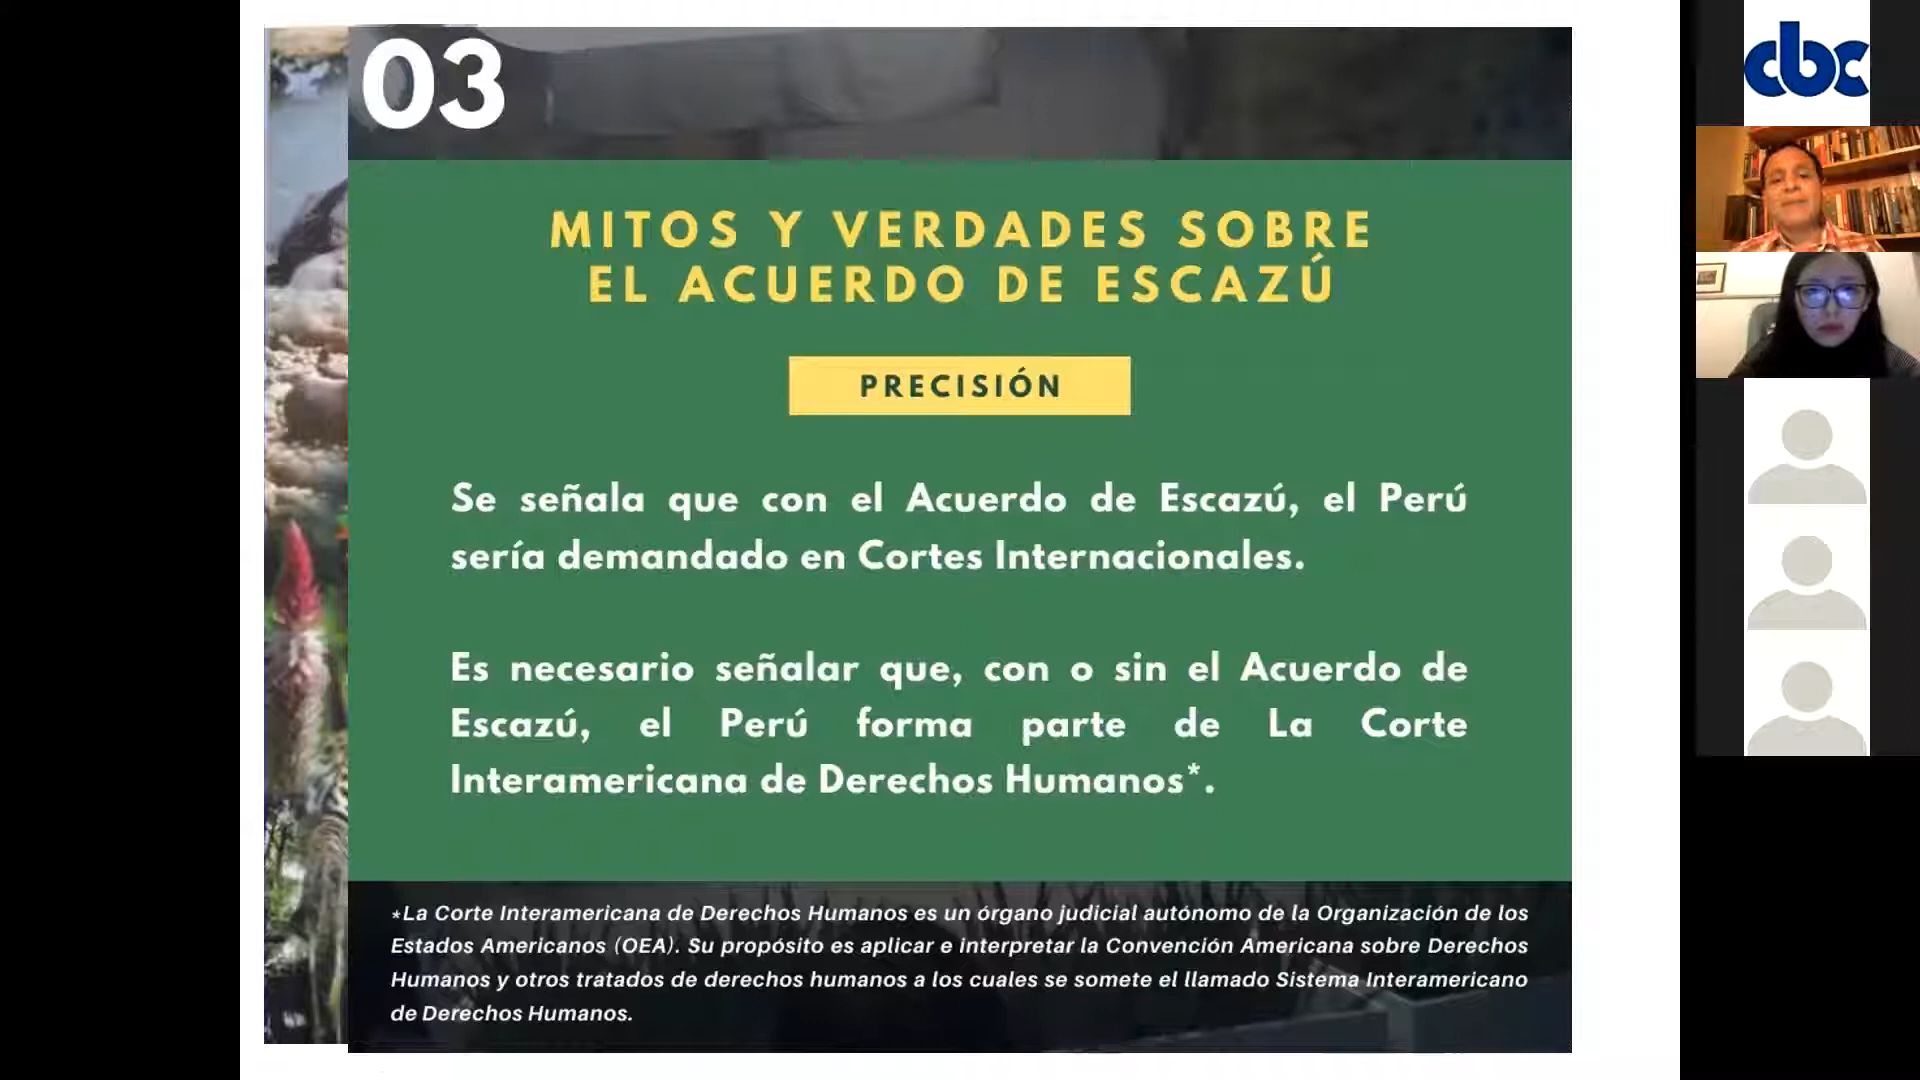 03
MITOS Y VERDADES SOBRE
EL ACUERDO DE ESCAZÚ
PRECISIÓN
Se señala que con el Acuerdo de Escazú, el Perú
sería demandado en Cortes Internacionales.
Es necesario señalar que, con o sin el Acuerdo de
Escazú, el Perú forma parte de La Corte
Interamericana de Derechos Humanos*.
*La Corte Interamericana de Derechos Humanos es un órgano judicial autónomo de la Organización de los
Estados Americanos (OEA). Su propósito es aplicar e interpretar la Convención Americana sobre Derechos
Humanos y otros tratados de derechos humanos a los cuales se somete el llamado Sistema Interamericano
de Derechos Humanos.
cbc